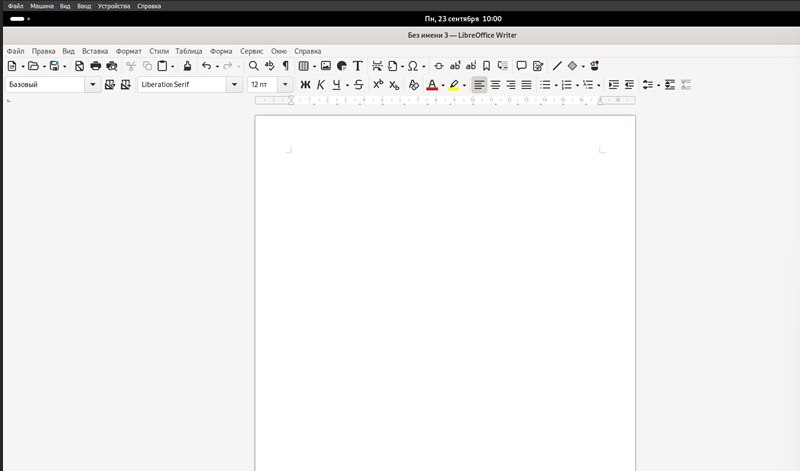 Файл Машина Вид Ввод Устройства Справка
Пн, 23 сентября 10:00
Без имени 3 — LibreOffice Writer
Файл Правка Вид Вставка Формат Стили Таблица Форма Сервис Окно Справка
Базовый Liberation Serif 12 пт Ж К Ч S